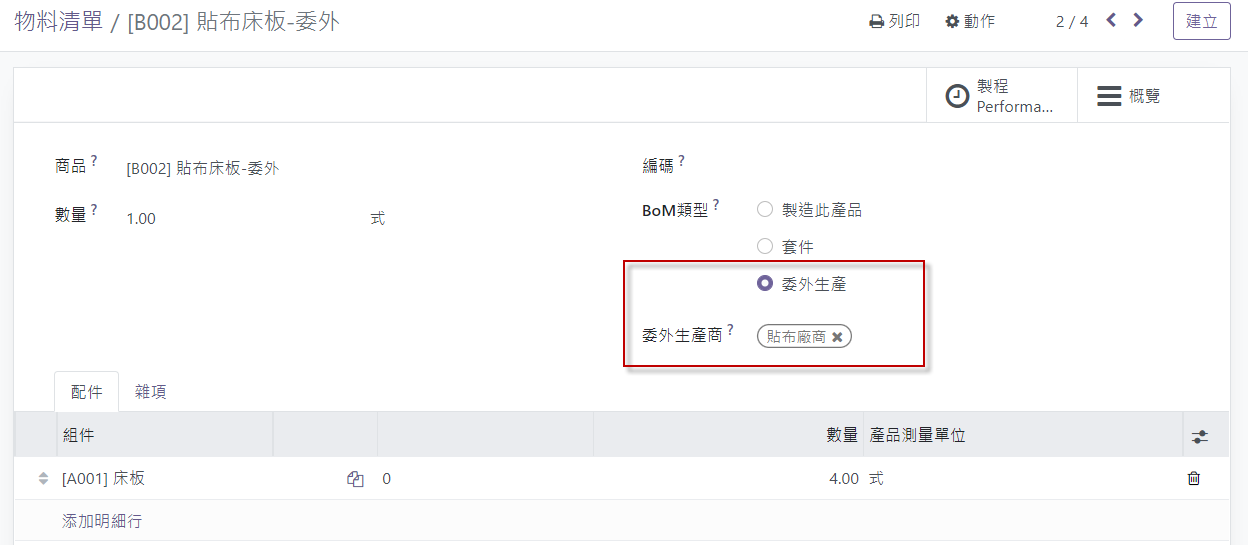 物料清單 / [B002] 貼布床板-委外
列印
動作
2 / 4
建立
製程
Performa...
概覽
商品 ?
[B002] 貼布床板-委外
編碼 ?
數量 ?
1.00
式
BoM類型 ?
製造此產品
套件
委外生產
委外生產商 ?
貼布廠商
配件
雜項
組件
數量
產品測量單位
[A001] 床板
0
4.00
式
添加明細行